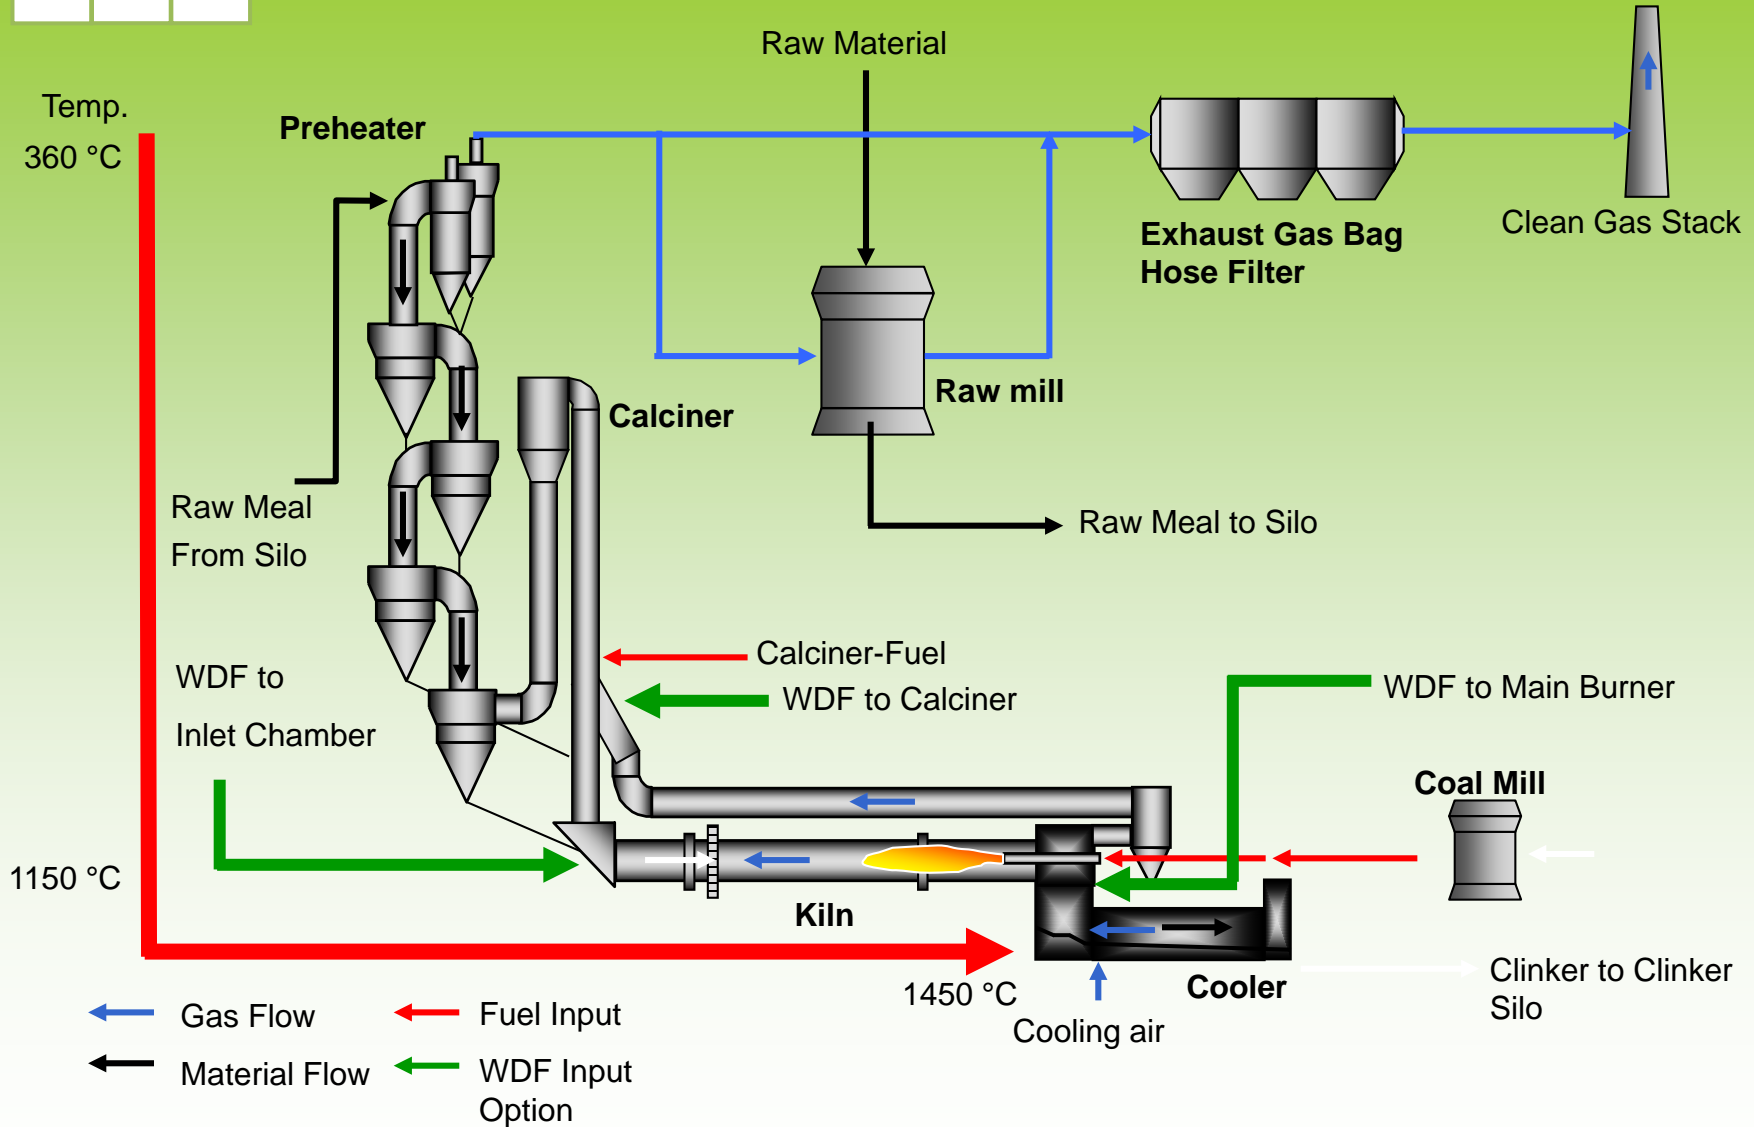 Raw Material
Temp.
360 °C
Preheater
Exhaust Gas Bag
Hose Filter
Clean Gas Stack
Raw mill
Calciner
Raw Meal
From Silo
Raw Meal to Silo
WDF to
Inlet Chamber
Calciner-Fuel
WDF to Calciner
WDF to Main Burner
Coal Mill
1150 °C
Kiln
1450 °C
Cooler
Clinker to Clinker
Silo
Cooling air
Gas Flow
Fuel Input
Material Flow
WDF Input
Option